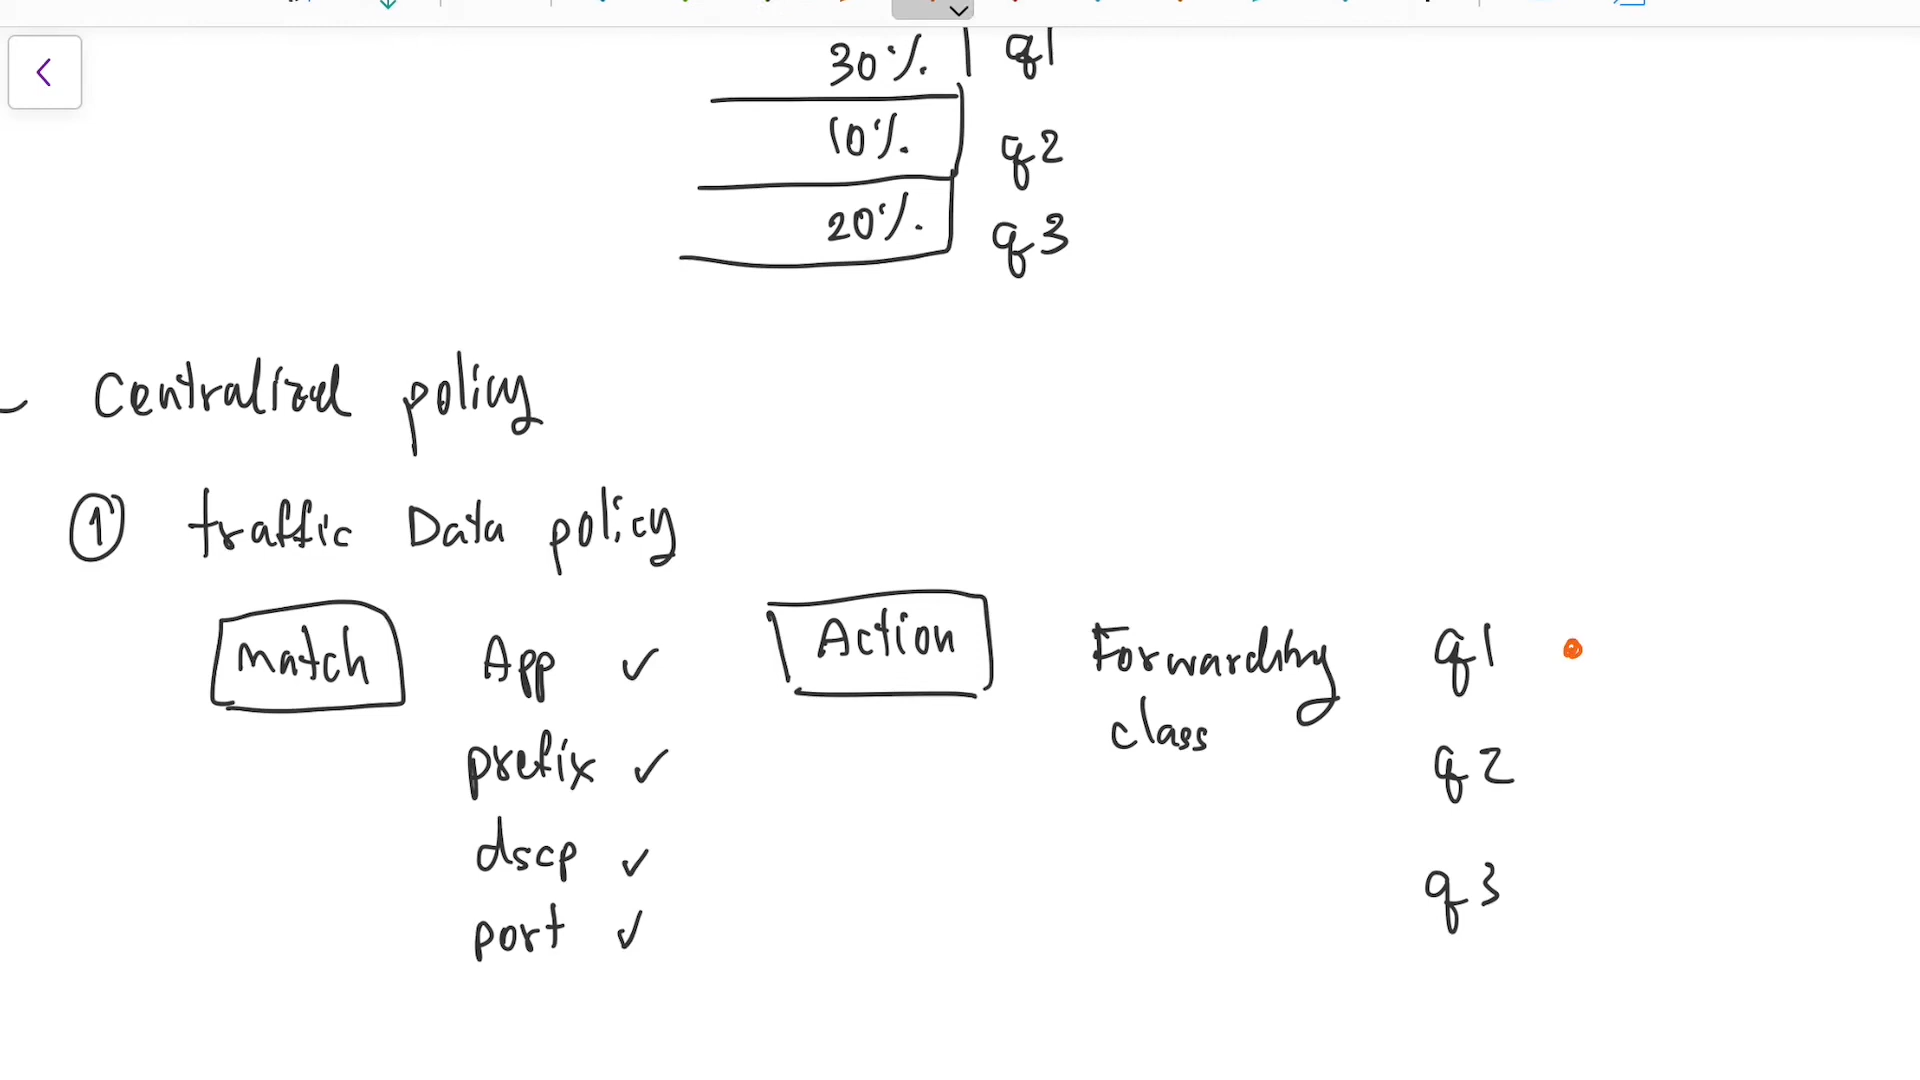 30% q1
10% q2
20% q3
Centralized policy
① traffic Data policy
match App ✓ Action Forwarding q1
class
prefix ✓ q2
dscp ✓ q3
port ✓